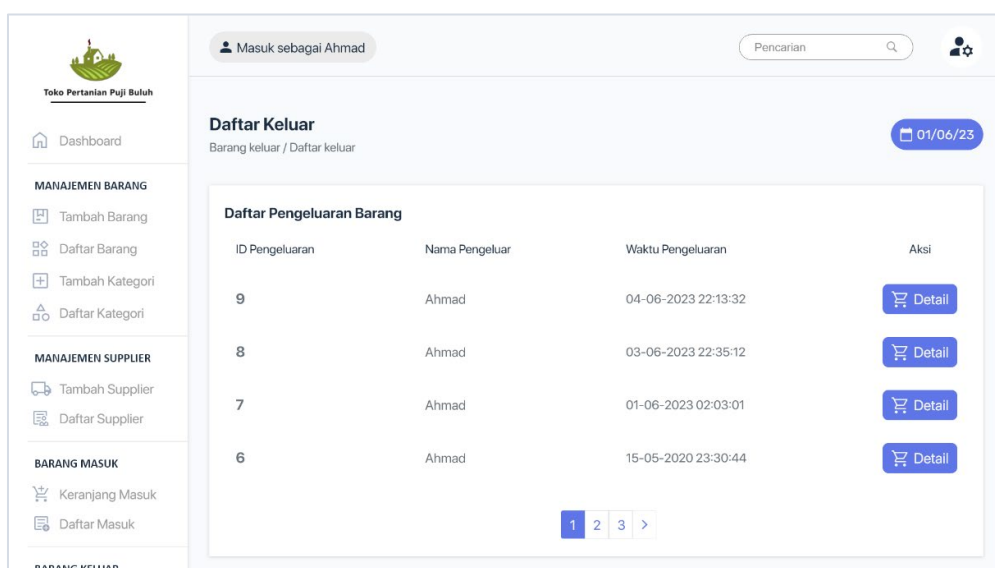 Toko Pertanian Puji Buluh
Dashboard
MANAJEMEN BARANG
Tambah Barang
Daftar Barang
Tambah Kategori
Daftar Kategori
MANAJEMEN SUPPLIER
Tambah Supplier
Daftar Supplier
BARANG MASUK
Keranjang Masuk
Daftar Masuk
BARANG KELUAR
Masuk sebagai Ahmad
Pencarian
Daftar Keluar
Barang keluar / Daftar keluar
01/06/23
Daftar Pengeluaran Barang
ID Pengeluaran Nama Pengeluar Waktu Pengeluaran Aksi
9 Ahmad 04-06-2023 22:13:32 Detail
8 Ahmad 03-06-2023 22:35:12 Detail
7 Ahmad 01-06-2023 02:03:01 Detail
6 Ahmad 15-05-2020 23:30:44 Detail
1 2 3 >